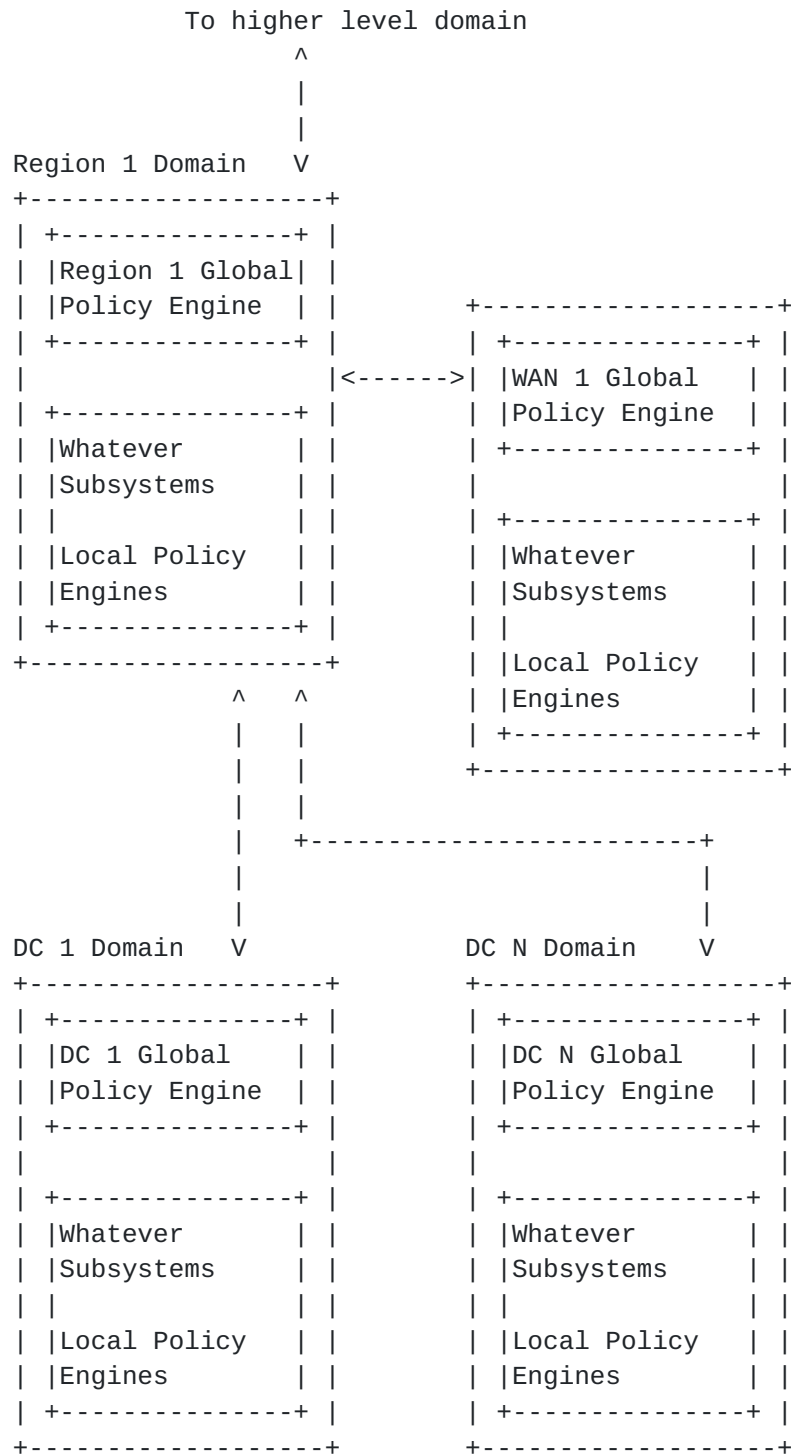 To higher level domain
Region 1 Domain V
Region 1 Global
Policy Engine
WAN 1 Global
Policy Engine
Whatever
Subsystems
Local Policy
Engines
Whatever
Subsystems
Local Policy
Engines
DC 1 Domain V
DC N Domain V
DC 1 Global
Policy Engine
DC N Global
Policy Engine
Whatever
Subsystems
Local Policy
Engines
Whatever
Subsystems
Local Policy
Engines